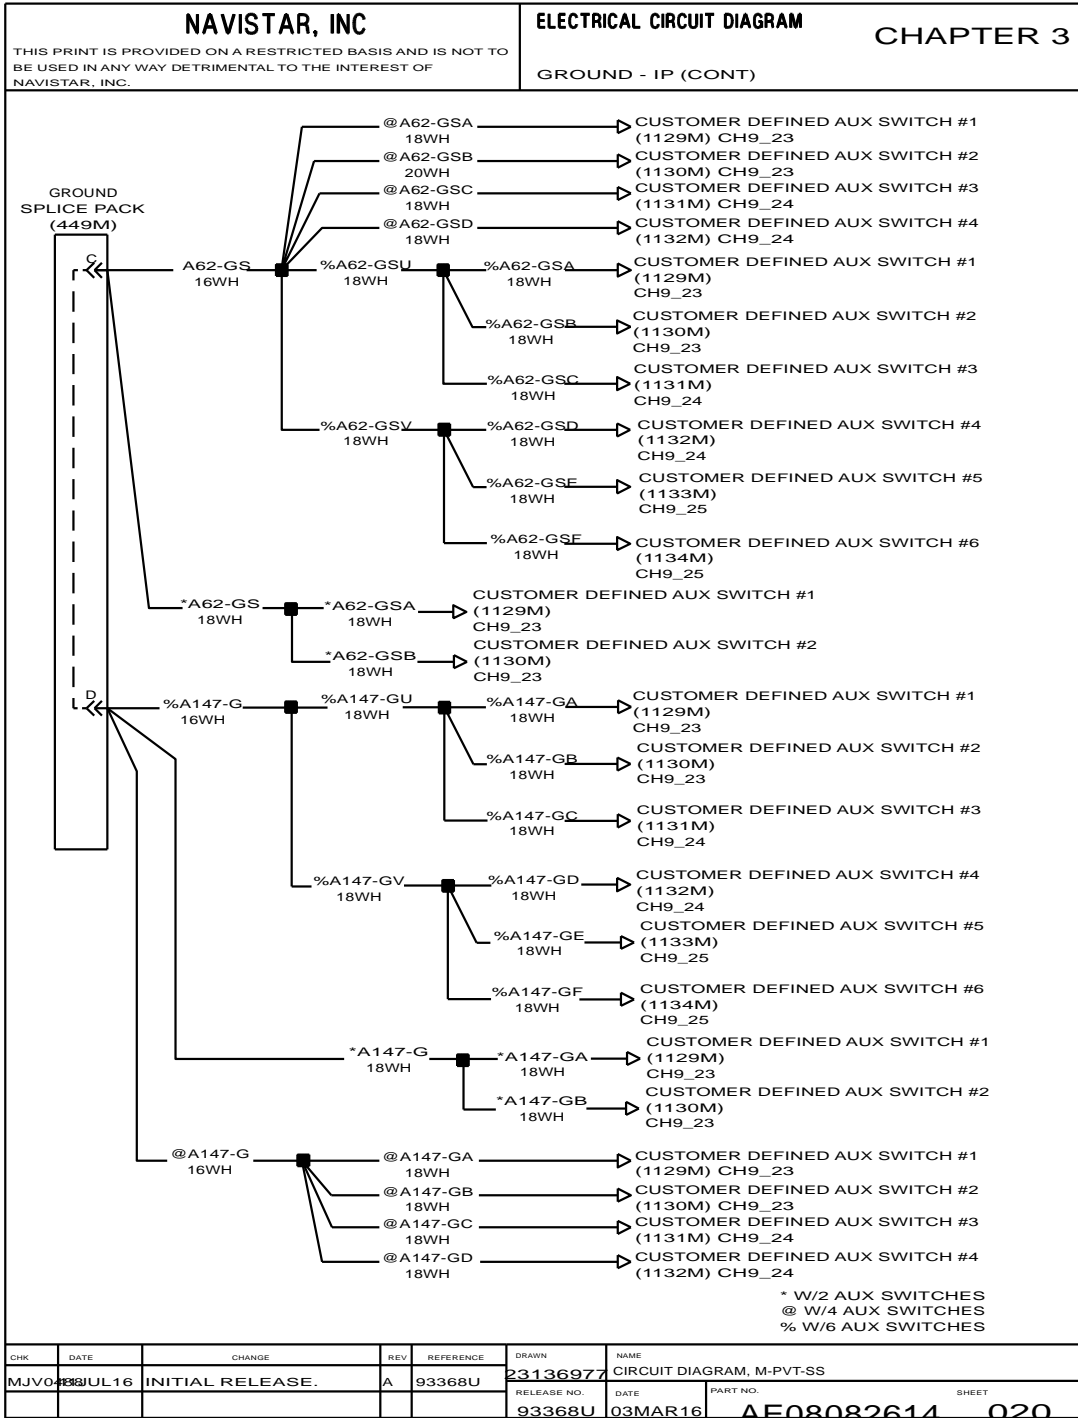 NAVISTAR, INC
THIS PRINT IS PROVIDED ON A RESTRICTED BASIS AND IS NOT TO
BE USED IN ANY WAY DETRIMENTAL TO THE INTEREST OF
NAVISTAR, INC.
ELECTRICAL CIRCUIT DIAGRAM
CHAPTER 3
GROUND - IP (CONT)
GROUND
SPLICE PACK
(449M)
C
@A62-GSA
18WH
CUSTOMER DEFINED AUX SWITCH #1
(1129M) CH9_23
@A62-GSB
20WH
CUSTOMER DEFINED AUX SWITCH #2
(1130M) CH9_23
@A62-GSC
18WH
CUSTOMER DEFINED AUX SWITCH #3
(1131M) CH9_24
@A62-GSD
18WH
CUSTOMER DEFINED AUX SWITCH #4
(1132M) CH9_24
A62-GS
16WH
%A62-GSU
18WH
%A62-GSA
18WH
CUSTOMER DEFINED AUX SWITCH #1
(1129M)
CH9_23
%A62-GSB
18WH
CUSTOMER DEFINED AUX SWITCH #2
(1130M)
CH9_23
%A62-GSC
18WH
CUSTOMER DEFINED AUX SWITCH #3
(1131M)
CH9_24
%A62-GSV
18WH
%A62-GSD
18WH
CUSTOMER DEFINED AUX SWITCH #4
(1132M)
CH9_24
%A62-GSE
18WH
CUSTOMER DEFINED AUX SWITCH #5
(1133M)
CH9_25
%A62-GSF
18WH
CUSTOMER DEFINED AUX SWITCH #6
(1134M)
CH9_25
*A62-GS
18WH
*A62-GSA
18WH
CUSTOMER DEFINED AUX SWITCH #1
(1129M)
CH9_23
*A62-GSB
18WH
CUSTOMER DEFINED AUX SWITCH #2
(1130M)
CH9_23
D
%A147-G
16WH
%A147-GU
18WH
%A147-GA
18WH
CUSTOMER DEFINED AUX SWITCH #1
(1129M)
CH9_23
%A147-GB
18WH
CUSTOMER DEFINED AUX SWITCH #2
(1130M)
CH9_23
%A147-GC
18WH
CUSTOMER DEFINED AUX SWITCH #3
(1131M)
CH9_24
%A147-GV
18WH
%A147-GD
18WH
CUSTOMER DEFINED AUX SWITCH #4
(1132M)
CH9_24
%A147-GE
18WH
CUSTOMER DEFINED AUX SWITCH #5
(1133M)
CH9_25
%A147-GF
18WH
CUSTOMER DEFINED AUX SWITCH #6
(1134M)
CH9_25
*A147-G
18WH
*A147-GA
18WH
CUSTOMER DEFINED AUX SWITCH #1
(1129M)
CH9_23
*A147-GB
18WH
CUSTOMER DEFINED AUX SWITCH #2
(1130M)
CH9_23
@A147-G
16WH
@A147-GA
18WH
CUSTOMER DEFINED AUX SWITCH #1
(1129M) CH9_23
@A147-GB
18WH
CUSTOMER DEFINED AUX SWITCH #2
(1130M) CH9_23
@A147-GC
18WH
CUSTOMER DEFINED AUX SWITCH #3
(1131M) CH9_24
@A147-GD
18WH
CUSTOMER DEFINED AUX SWITCH #4
(1132M) CH9_24
* W/2 AUX SWITCHES
@ W/4 AUX SWITCHES
% W/6 AUX SWITCHES
CHK DATE CHANGE REV REFERENCE
INITIAL RELEASE. A 93368U
DRAWN
23136977
NAME
CIRCUIT DIAGRAM, M-PVT-SS
RELEASE NO.
93368U
DATE
03MAR16
PART NO.
AE08082614
SHEET
020